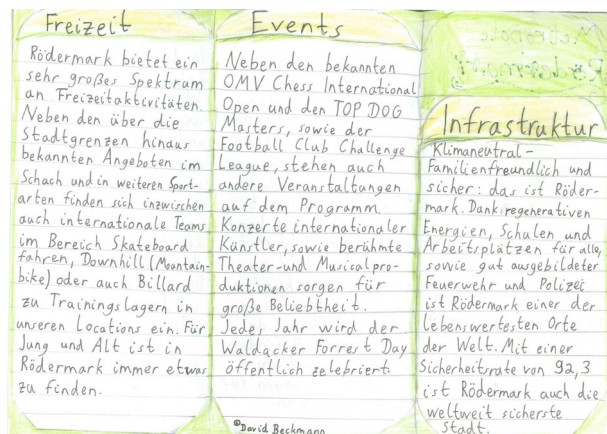 Freizeit
Rödermark bietet ein
sehr großes Spektrum
an Freizeitaktivitäten.
Neben den über die
Stadtgrenzen hinaus
bekannten Angeboten im
Schach und in weiteren Sport-
arten finden sich inzwischen
auch internationale Teams
im Bereich Skateboard
fahren, Downhill (Mountain-
bike) oder auch Billard
zu Trainingslagern in
unseren Locations ein. Für
Jung und Alt ist in
Rödermark immer etwas
zu finden.
Events
Neben den bekannten
OMV Chess International
Open und den TOP DOG
Masters, sowie der
Football Club Challenge
League, stehen auch
andere Veranstaltungen
auf dem Programm.
Konzerte internationaler
Künstler, sowie berühmte
Theater- und Musicalpro-
duktionen sorgen für
große Beliebtheit.
Jedes Jahr wird der
Waldacker Forrest Day
öffentlich zelebriert.
©David Beckmann
Infrastruktur
Klimaneutral-
Familienfreundlich und
sicher: das ist Röder-
mark. Dank regenerativen
Energien, Schulen und
Arbeitsplätzen für alle,
sowie gut ausgebildeter
Feuerwehr und Polizei
ist Rödermark einer der
lebenswertesten Orte
der Welt. Mit einer
Sicherheitsrate von 92,3
ist Rödermark auch die
weltweit sicherste
Stadt.